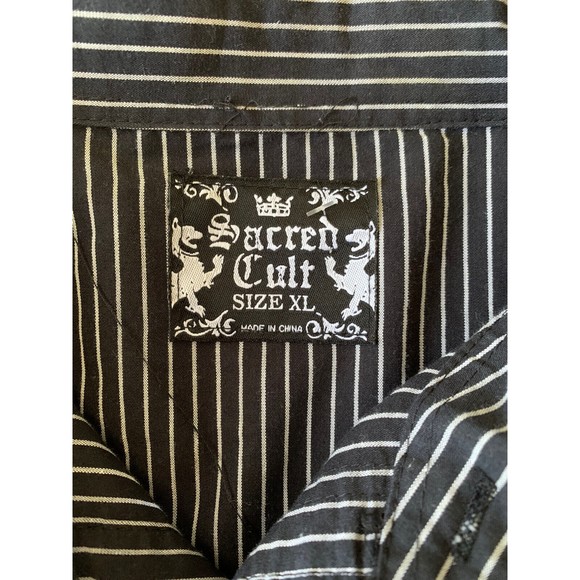 Sacred
Cult
SIZE XL
MADE IN CHINA